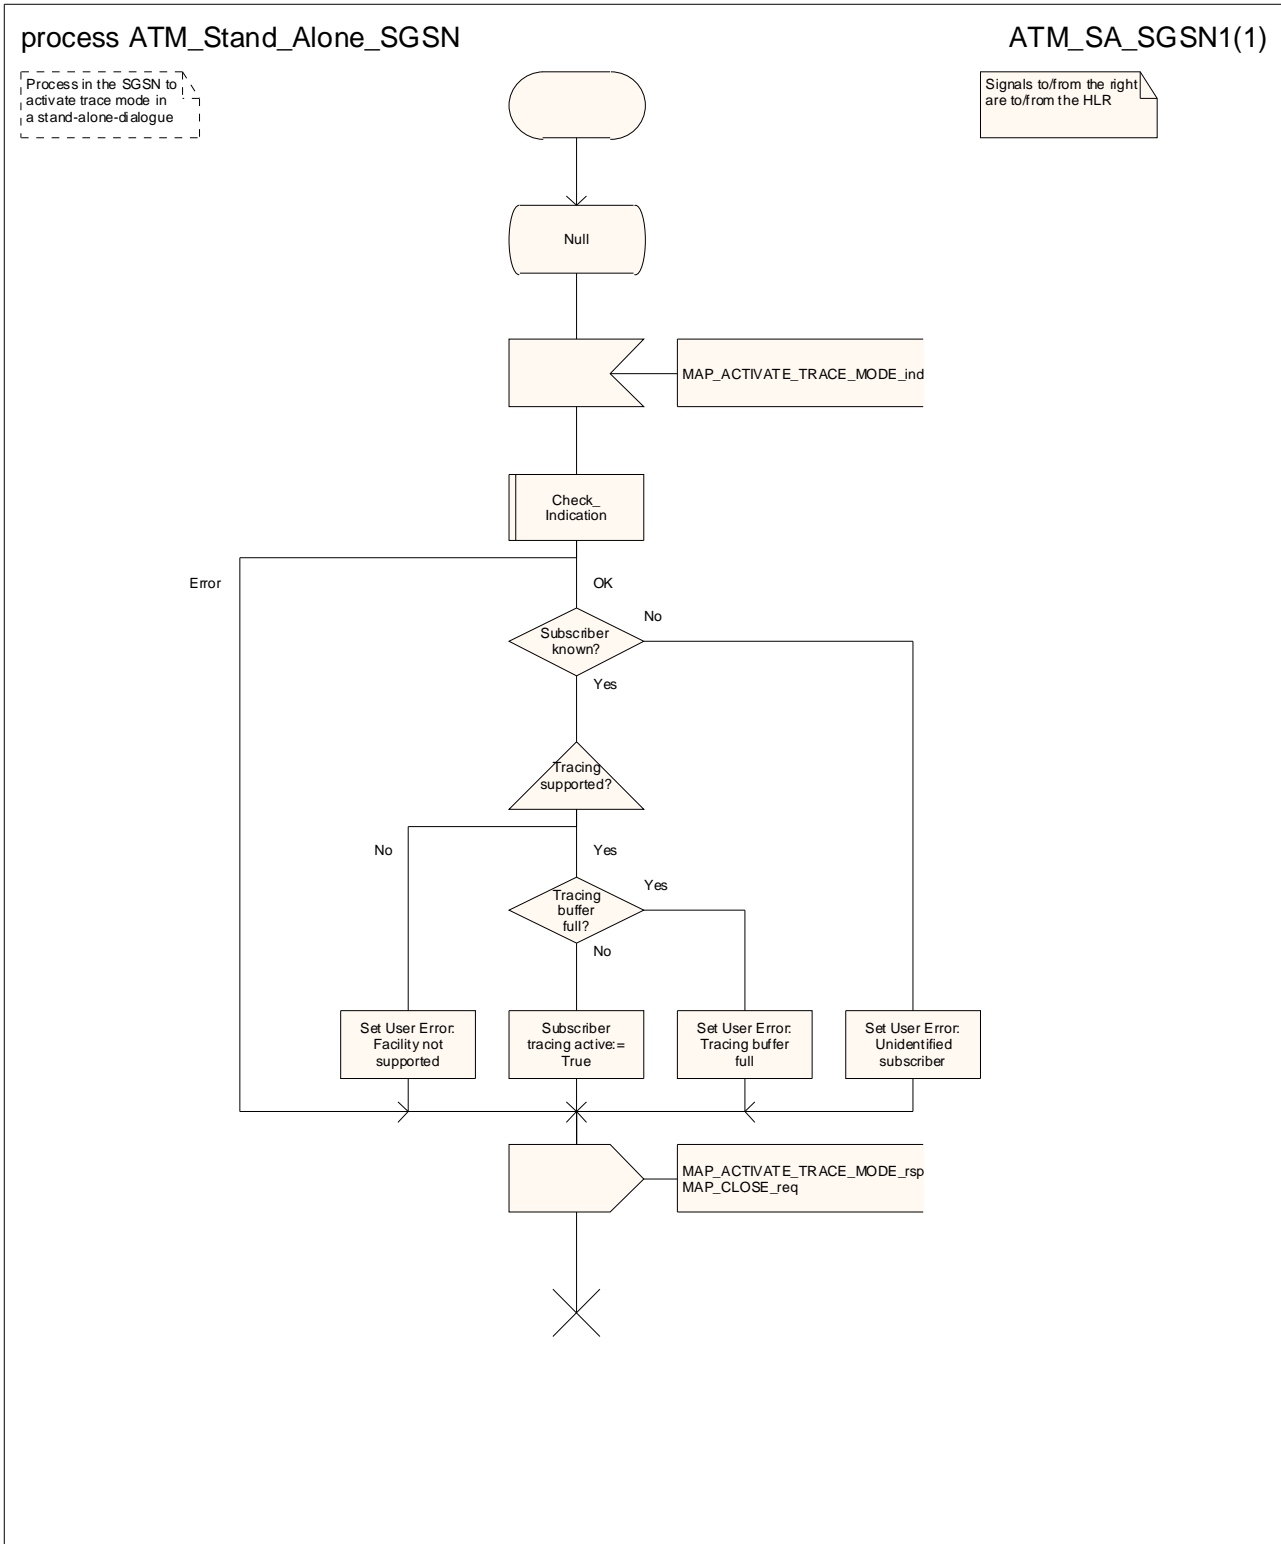 process ATM_Stand_Alone_SGSN
ATM_SA_SGSN1(1)
Process in the SGSN to
activate trace mode in
a stand-alone-dialogue
Signals to/from the right
are to/from the HLR
Null
MAP_ACTIVATE_TRACE_MODE_ind
Check_
Indication
Error
OK
No
Subscriber
known?
Yes
Tracing
supported?
No
Yes
Yes
Tracing
buffer
full?
No
Set User Error:
Facility not
supported
Subscriber
tracing active:=
True
Set User Error:
Tracing buffer
full
Set User Error:
Unidentified
subscriber
MAP_ACTIVATE_TRACE_MODE_rsp
MAP_CLOSE_req